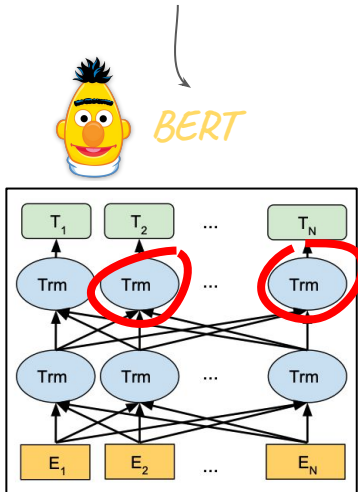 BERT
T1 T2 ... TN
Trm Trm ... Trm
Trm Trm ... Trm
E1 E2 ... EN